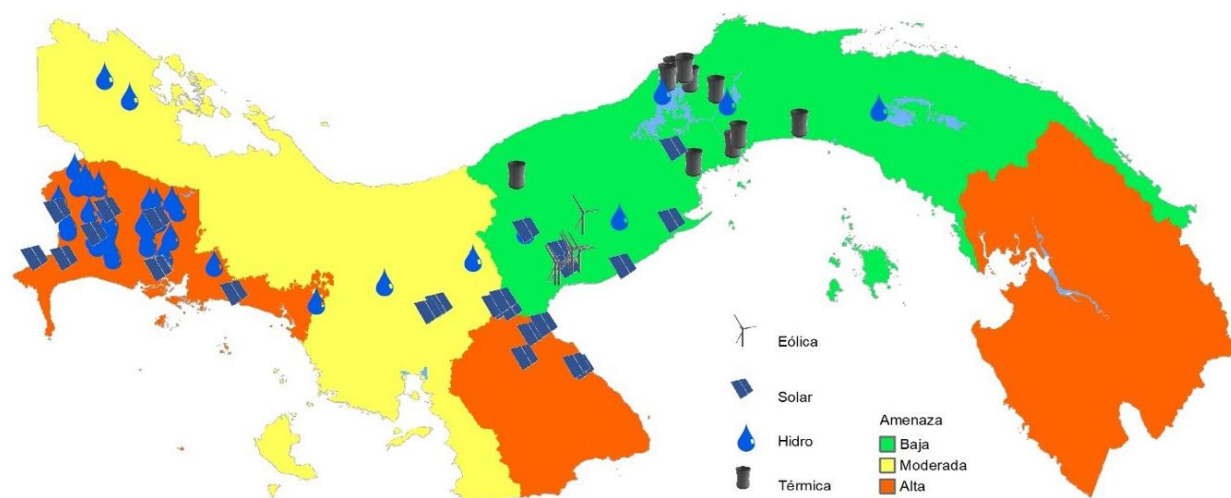 Eólica
Solar
Hidro
Térmica
Amenaza
Baja
Moderada
Alta